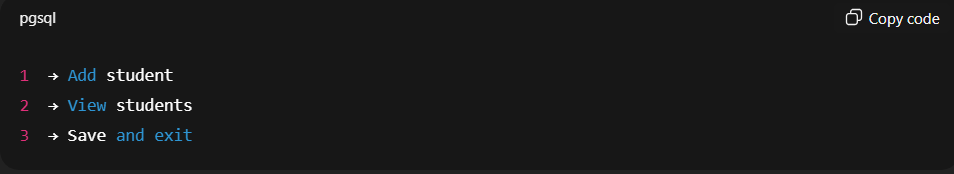 pgsql
Copy code
1 → Add student
2 → View students
3 → Save and exit